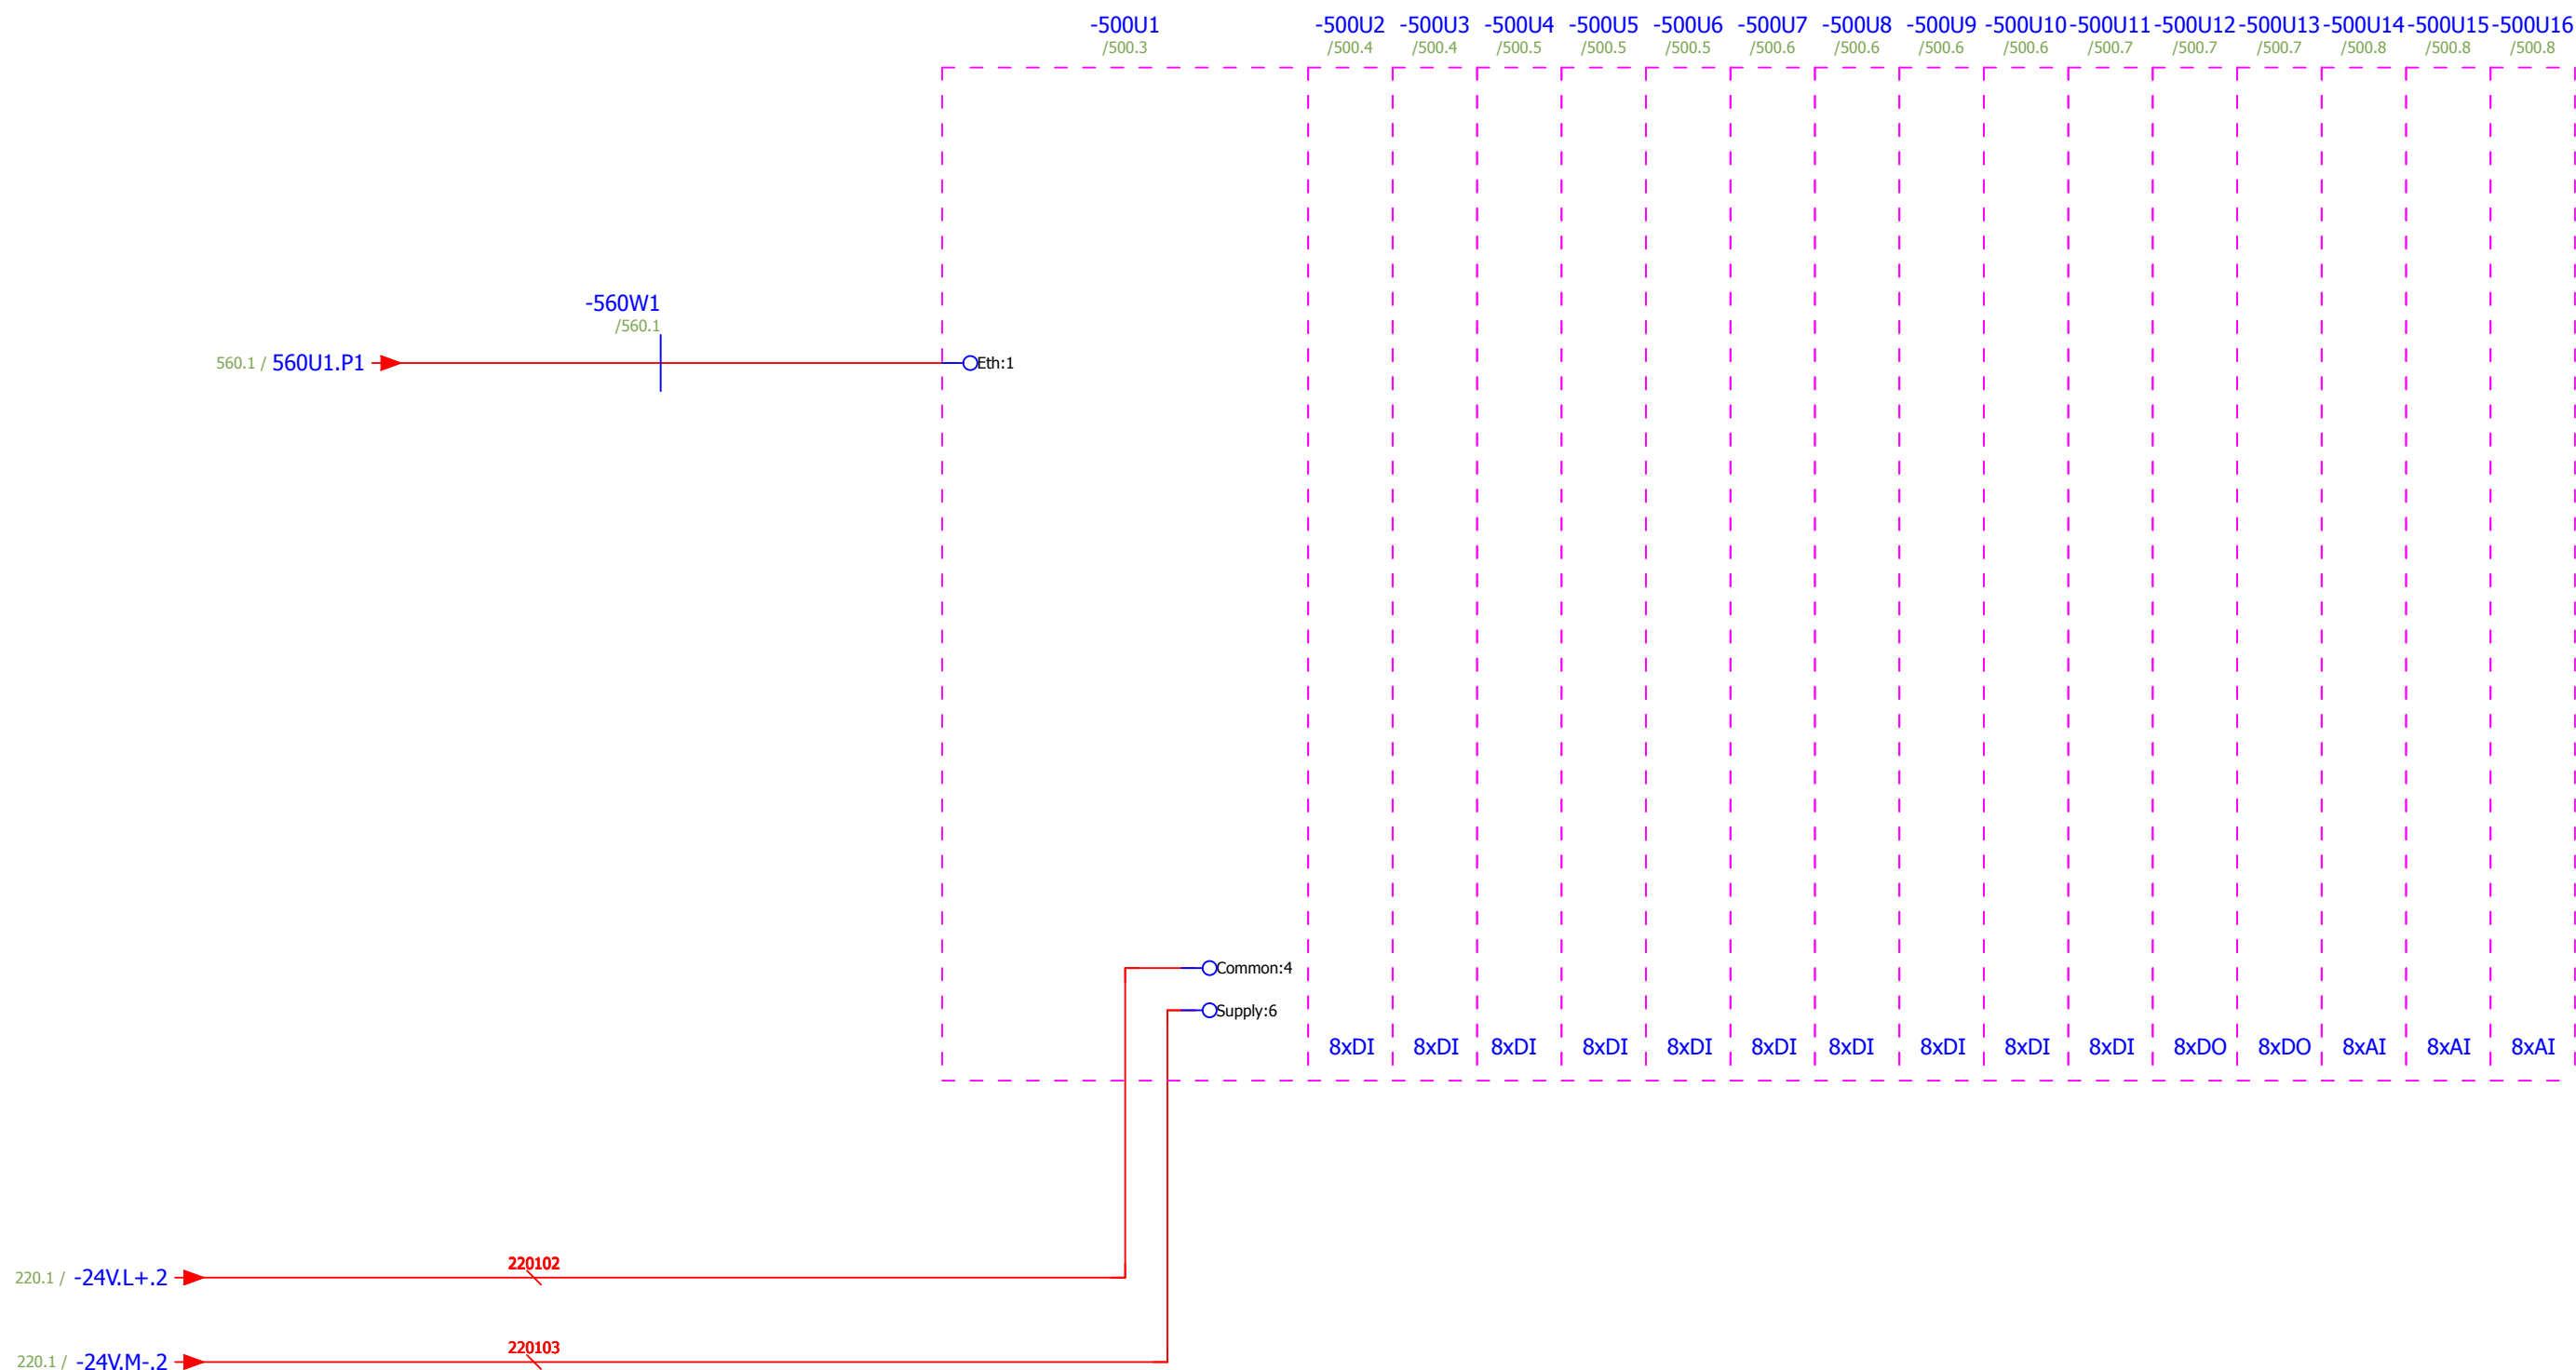 -500U1 -500U2 -500U3 -500U4 -500U5 -500U6 -500U7 -500U8 -500U9 -500U10 -500U11 -500U12 -500U13 -500U14 -500U15 -500U16
/500.3 /500.4 /500.4 /500.5 /500.5 /500.5 /500.6 /500.6 /500.6 /500.6 /500.7 /500.7 /500.7 /500.8 /500.8 /500.8
-560W1
/560.1
560.1 / 560U1.P1 Eth:1
Common:4
Supply:6
8xDI 8xDI 8xDI 8xDI 8xDI 8xDI 8xDI 8xDI 8xDI 8xDI 8xDO 8xDO 8xAI 8xAI 8xAI
220102
220.1 / -24V.L+.2
220103
220.1 / -24V.M-.2